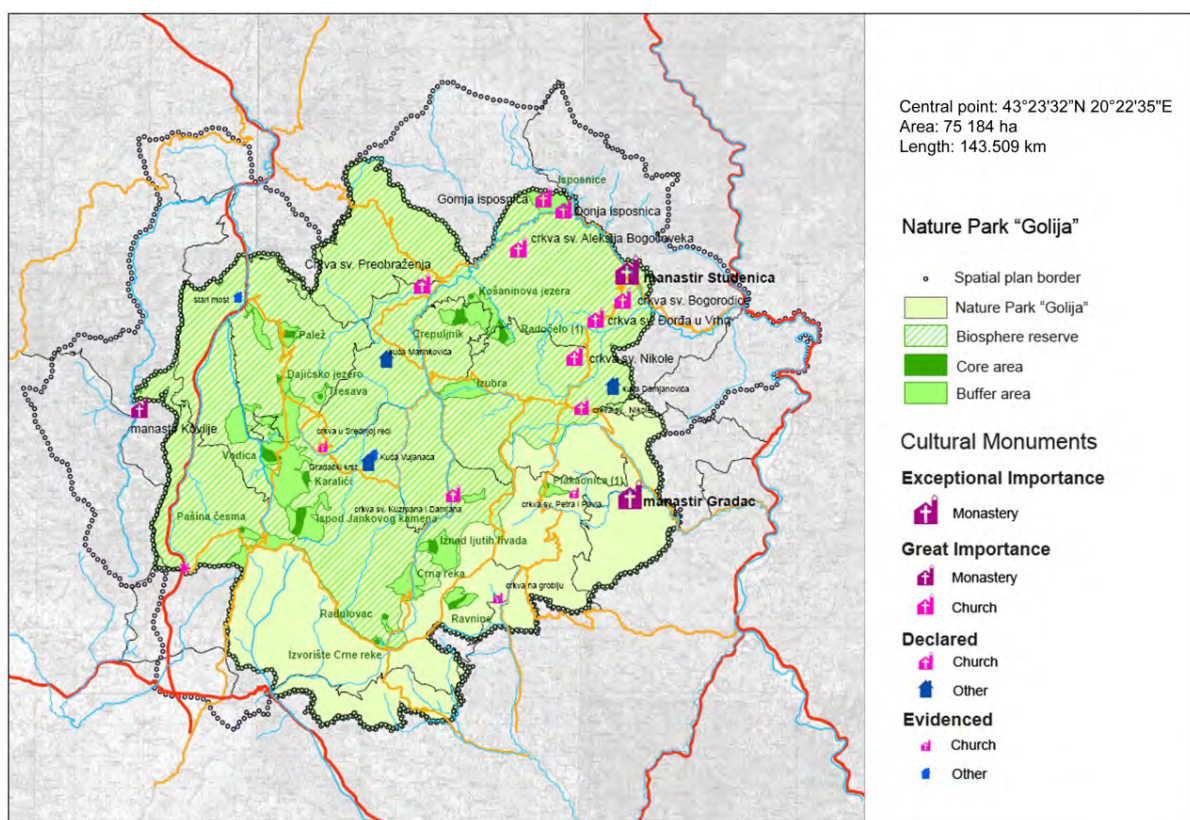 Central point: 43°23'32"N 20°22'35"E
Area: 75 184 ha
Length: 143.509 km
Nature Park "Golija"
Spatial plan border
Nature Park "Golija"
Biosphere reserve
Core area
Buffer area
Cultural Monuments
Exceptional Importance
Monastery
Great Importance
Monastery
Church
Declared
Church
Other
Evidenced
Church
Other
Isposnice
Gornja isposnica
Donja isposnica
crkva sv. Aleksija Bogočoveka
Crkva sv. Preobraženja
manastir Studenica
stari most
Košaninova jezera
crkva sv. Bogorodice
crkva sv. Đorđa u Vrhu
Palež
Crepuljnik
Radočelo (1)
kuća Marinkovića
crkva sv. Nikole
Dajićsko jezero
Tresava
Izubra
kuća Damjanovića
crkva sv. Nikole
manastir Kovilje
crkva u Srednjoj reci
Vodica
Gradački krst
Kuća Vujanaca
Karalići
Plakaonica (1)
manastir Gradac
crkva sv. Kuzmana i Damjana
crkva sv. Petra i Pavla
Pašina česma
Ispod Jankovog kamena
Iznad ljutih livada
Crna reka
crkva na groblju
Radulovac
Ravnine
Izvorište Crne reke